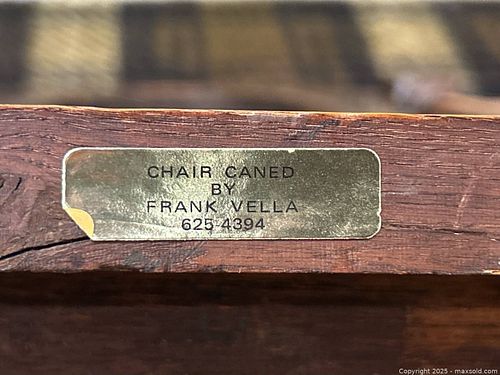 CHAIR CANED
BY
FRANK VELLA
625-4394
Copyright 2025 - maxsold.com